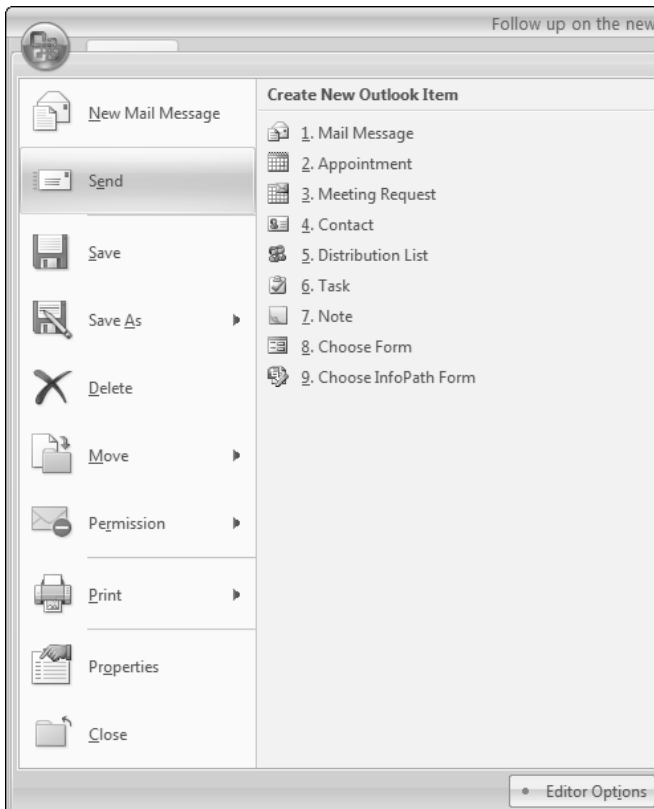 Follow up on the new
New Mail Message
Send
Save
Save As
Delete
Move
Permission
Print
Properties
Close
Create New Outlook Item
1. Mail Message
2. Appointment
3. Meeting Request
4. Contact
5. Distribution List
6. Task
7. Note
8. Choose Form
9. Choose InfoPath Form
Editor Options